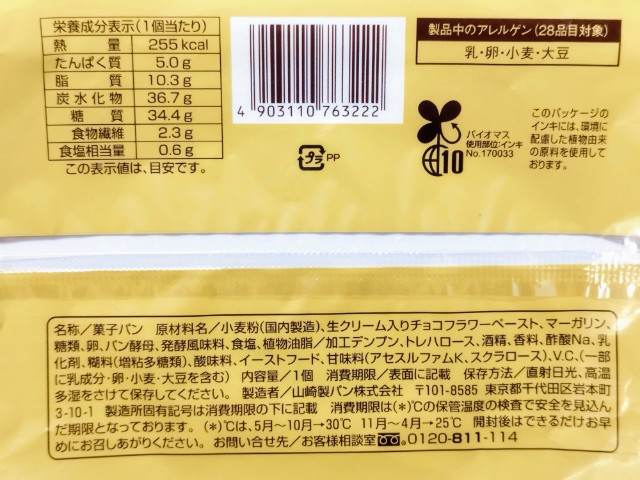 栄養成分表示(1個当たり)
熱量 255kcal
たんぱく質 5.0g
脂質 10.3g
炭水化物 36.7g
糖質 34.4g
食物繊維 2.3g
食塩相当量 0.6g
この表示値は、目安です。
4 903110 763222
プラ PP
製品中のアレルゲン(28品目対象)
乳・卵・小麦・大豆
10
バイオマス
使用部位:インキ
No.170033
このパッケージの
インキには、環境に
配慮した植物由来
の原料を使用して
おります。
名称/菓子パン 原材料名/小麦粉(国内製造)、生クリーム入りチョコフラワーペースト、マーガリン、
糖類、卵、パン酵母、発酵風味料、食塩、植物油脂/加工デンプン、トレハロース、酒精、香料、酢酸Na、乳
化剤、糊料(増粘多糖類)、酸味料、イーストフード、甘味料(アセスルファムK、スクラロース)、V.C、(一部
に乳成分・卵・小麦・大豆を含む) 内容量/1個 消費期限/表面に記載 保存方法/直射日光、高温
多湿をさけて保存してください。 製造者/山崎製パン株式会社 〒101-8585 東京都千代田区岩本町
3-10-1 製造所固有記号は消費期限の下に記載 消費期限は(*)℃の保管温度の検査で安全を見込ん
だ期限となっております。 (*)℃は、5月~10月→30℃ 11月~4月→25℃ 開封後はできるだけお早
めにお召しあがりください。 お問い合せ先/お客様相談室 0120-811-114